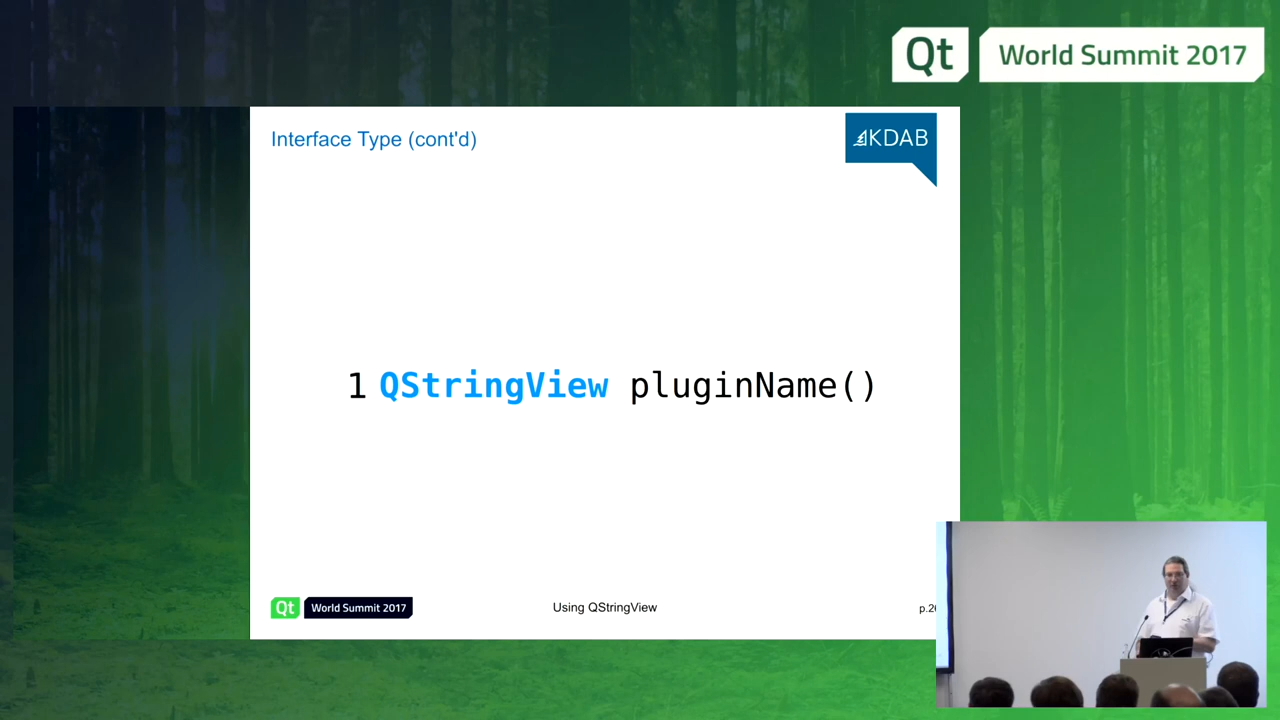 Qt World Summit 2017
Interface Type (cont'd)
KDAB
1 QStringView pluginName()
Qt World Summit 2017
Using QStringView